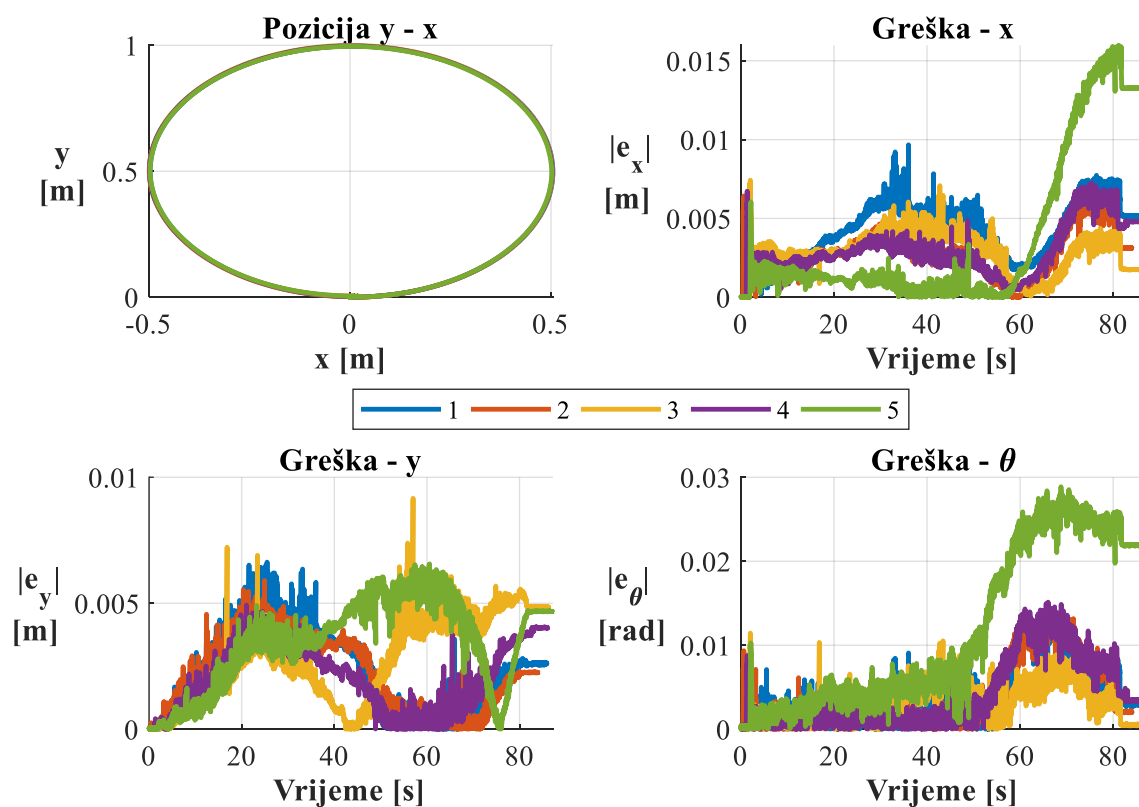 Pozicija y - x
1
y
[m]
0.5
0
-0.5
0
0.5
x [m]
Greška - x
0.015
0.01
|e_x|
[m]
0.005
0
0
20
40
60
80
Vrijeme [s]
1 2 3 4 5
Greška - y
0.01
|e_y|
[m]
0.005
0
0
20
40
60
80
Vrijeme [s]
Greška - θ
0.03
0.02
|e_θ|
[rad]
0.01
0
0
20
40
60
80
Vrijeme [s]